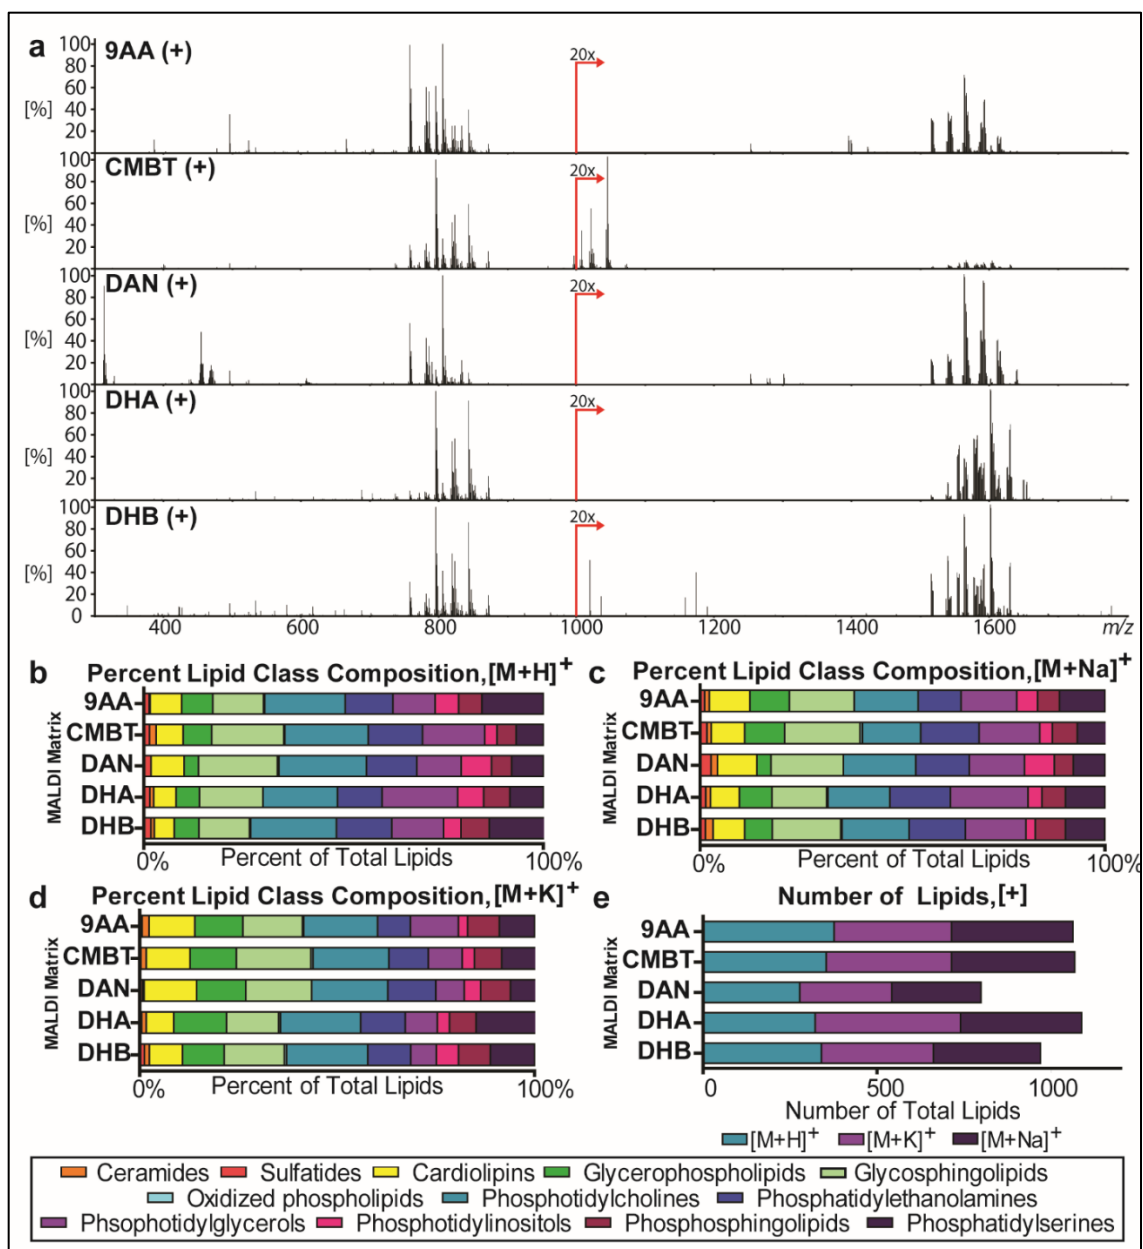 a
9AA (+)
100
80
60
40
20
[%]
20x
CMBT (+)
100
80
60
40
20
[%]
20x
DAN (+)
100
80
60
40
20
[%]
20x
DHA (+)
100
80
60
40
20
[%]
20x
DHB (+)
100
80
60
40
20
0
[%]
20x
400 600 800 1000 1200 1400 1600 m/z
b Percent Lipid Class Composition,[M+H]+
MALDI Matrix
9AA
CMBT
DAN
DHA
DHB
0% Percent of Total Lipids 100%
c Percent Lipid Class Composition,[M+Na]+
MALDI Matrix
9AA
CMBT
DAN
DHA
DHB
0% Percent of Total Lipids 100%
d Percent Lipid Class Composition,[M+K]+
MALDI Matrix
9AA
CMBT
DAN
DHA
DHB
0% Percent of Total Lipids 100%
e Number of Lipids,[+]
MALDI Matrix
9AA
CMBT
DAN
DHA
DHB
0 500 1000
Number of Total Lipids
[M+H]+ [M+K]+ [M+Na]+
Ceramides Sulfatides Cardiolipins Glycerophospholipids Glycosphingolipids
Oxidized phospholipids Phosphotidylcholines Phosphatidylethanolamines
Phsophotidylglycerols Phosphotidylinositols Phosphosphingolipids Phosphatidylserines